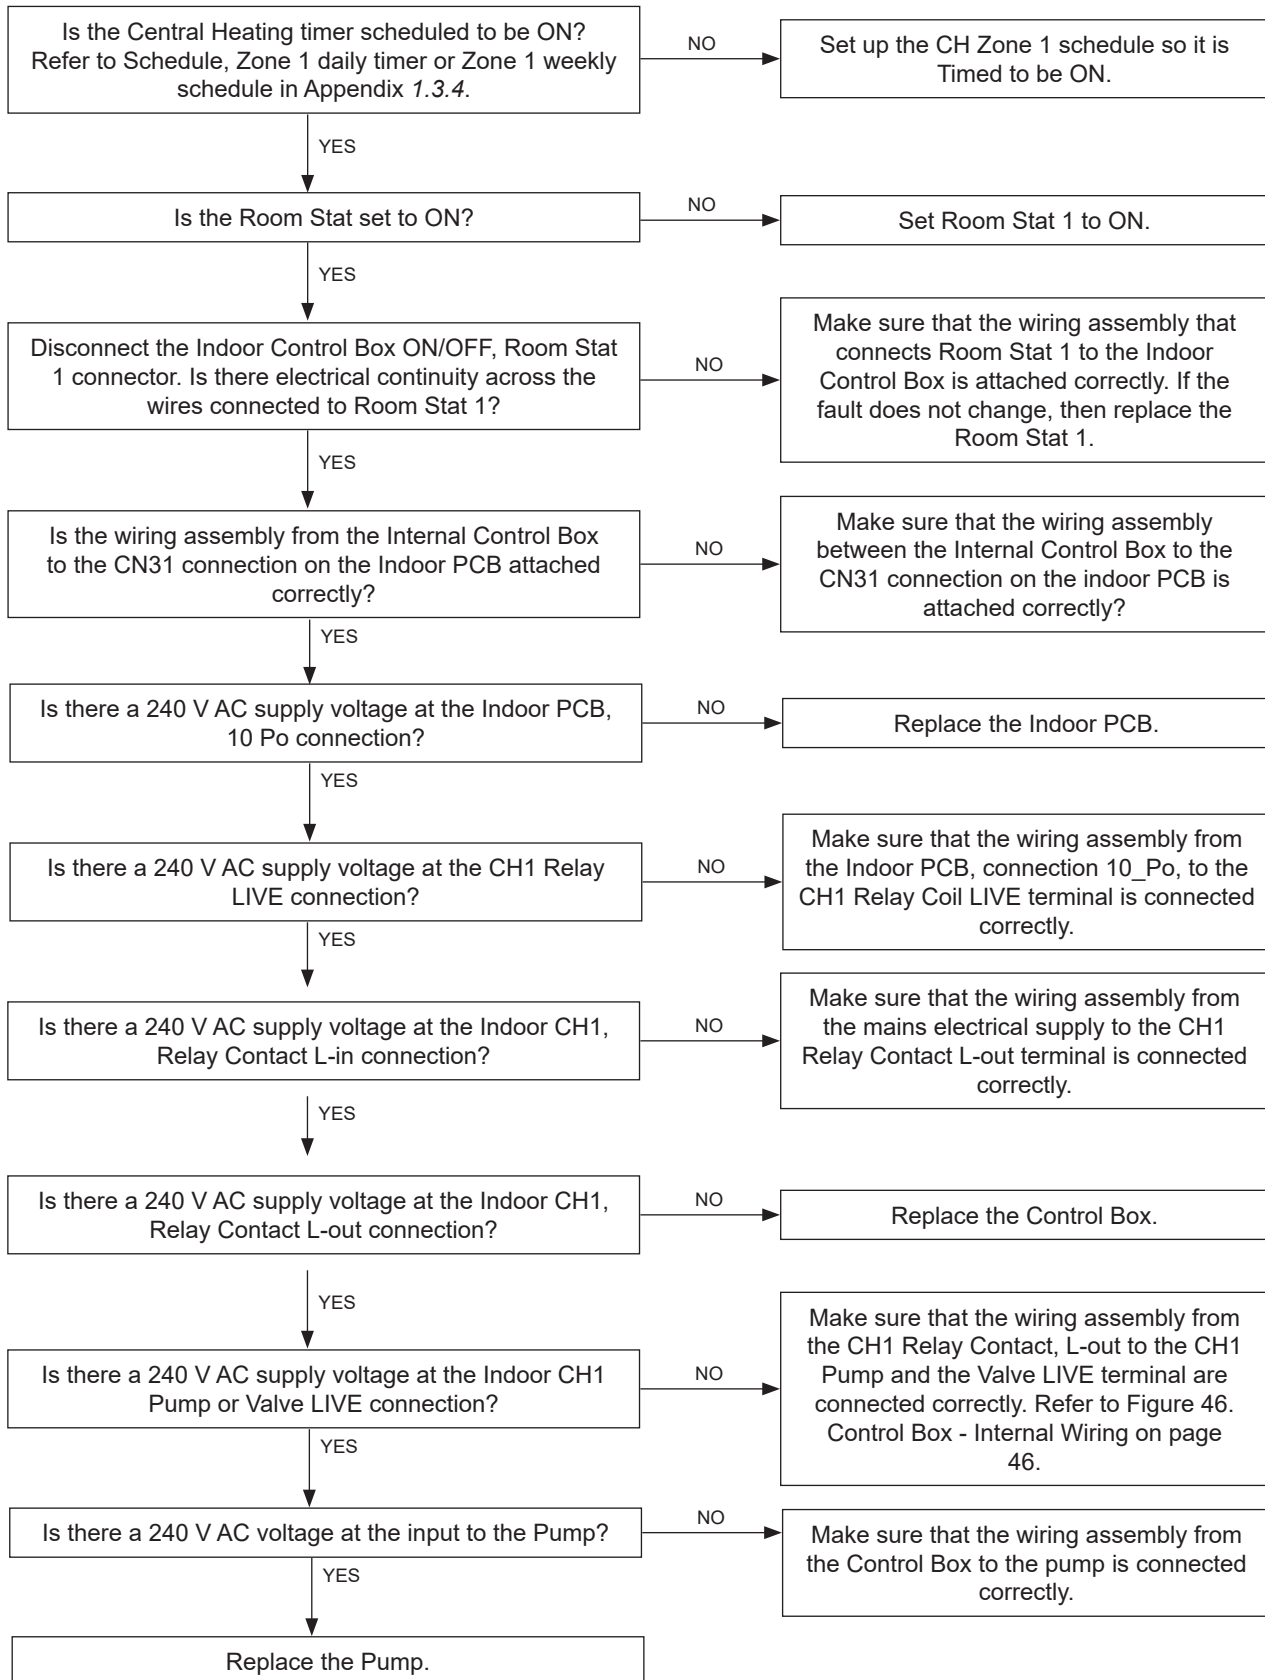 Is the Central Heating timer scheduled to be ON?
Refer to Schedule, Zone 1 daily timer or Zone 1 weekly
schedule in Appendix 1.3.4.
NO
Set up the CH Zone 1 schedule so it is
Timed to be ON.
YES
Is the Room Stat set to ON?
NO
Set Room Stat 1 to ON.
YES
Disconnect the Indoor Control Box ON/OFF, Room Stat
1 connector. Is there electrical continuity across the
wires connected to Room Stat 1?
NO
Make sure that the wiring assembly that
connects Room Stat 1 to the Indoor
Control Box is attached correctly. If the
fault does not change, then replace the
Room Stat 1.
YES
Is the wiring assembly from the Internal Control Box
to the CN31 connection on the Indoor PCB attached
correctly?
NO
Make sure that the wiring assembly
between the Internal Control Box to the
CN31 connection on the indoor PCB is
attached correctly?
YES
Is there a 240 V AC supply voltage at the Indoor PCB,
10 Po connection?
NO
Replace the Indoor PCB.
YES
Is there a 240 V AC supply voltage at the CH1 Relay
LIVE connection?
NO
Make sure that the wiring assembly from
the Indoor PCB, connection 10_Po, to the
CH1 Relay Coil LIVE terminal is connected
correctly.
YES
Is there a 240 V AC supply voltage at the Indoor CH1,
Relay Contact L-in connection?
NO
Make sure that the wiring assembly from
the mains electrical supply to the CH1
Relay Contact L-out terminal is connected
correctly.
YES
Is there a 240 V AC supply voltage at the Indoor CH1,
Relay Contact L-out connection?
NO
Replace the Control Box.
YES
Is there a 240 V AC supply voltage at the Indoor CH1
Pump or Valve LIVE connection?
NO
Make sure that the wiring assembly from
the CH1 Relay Contact, L-out to the CH1
Pump and the Valve LIVE terminal are
connected correctly. Refer to Figure 46.
Control Box - Internal Wiring on page
46.
YES
Is there a 240 V AC voltage at the input to the Pump?
NO
Make sure that the wiring assembly from
the Control Box to the pump is connected
correctly.
YES
Replace the Pump.